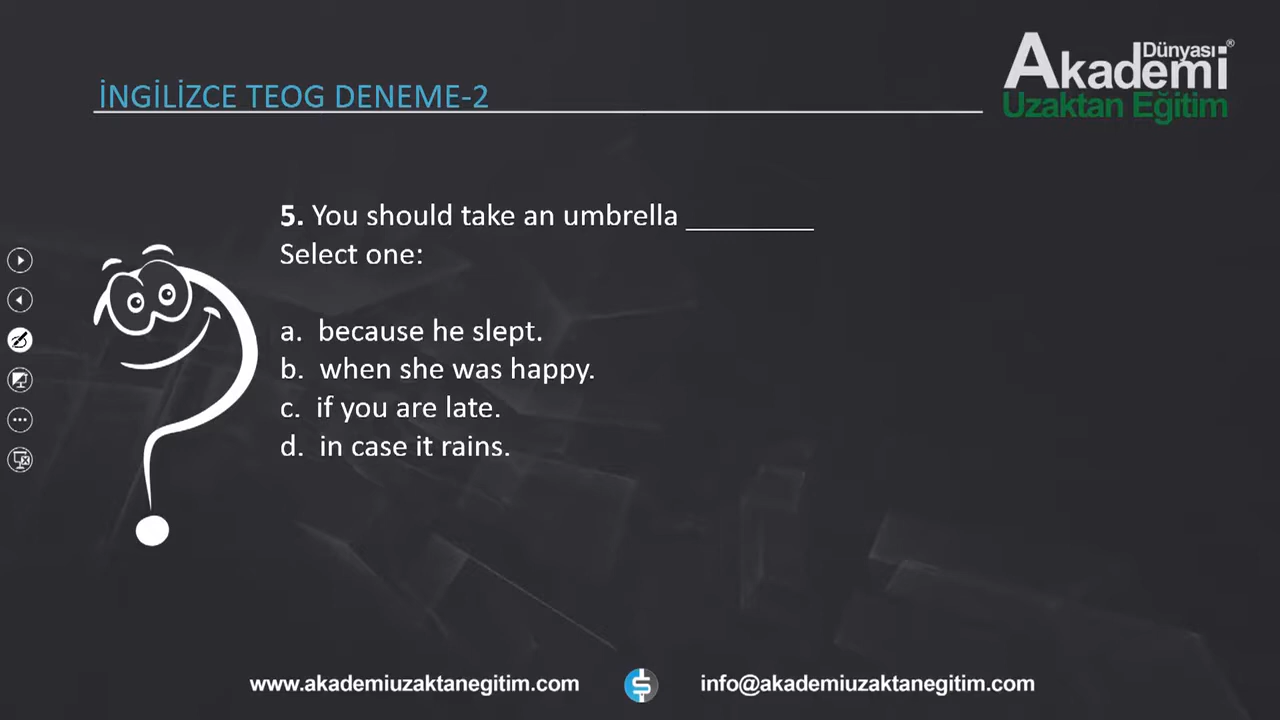 Dünyası
Akademi®
Uzaktan Eğitim
İNGİLİZCE TEOG DENEME-2
5. You should take an umbrella ________
Select one:
a. because he slept.
b. when she was happy.
c. if you are late.
d. in case it rains.
www.akademiuzaktanegitim.com
info@akademiuzaktanegitim.com